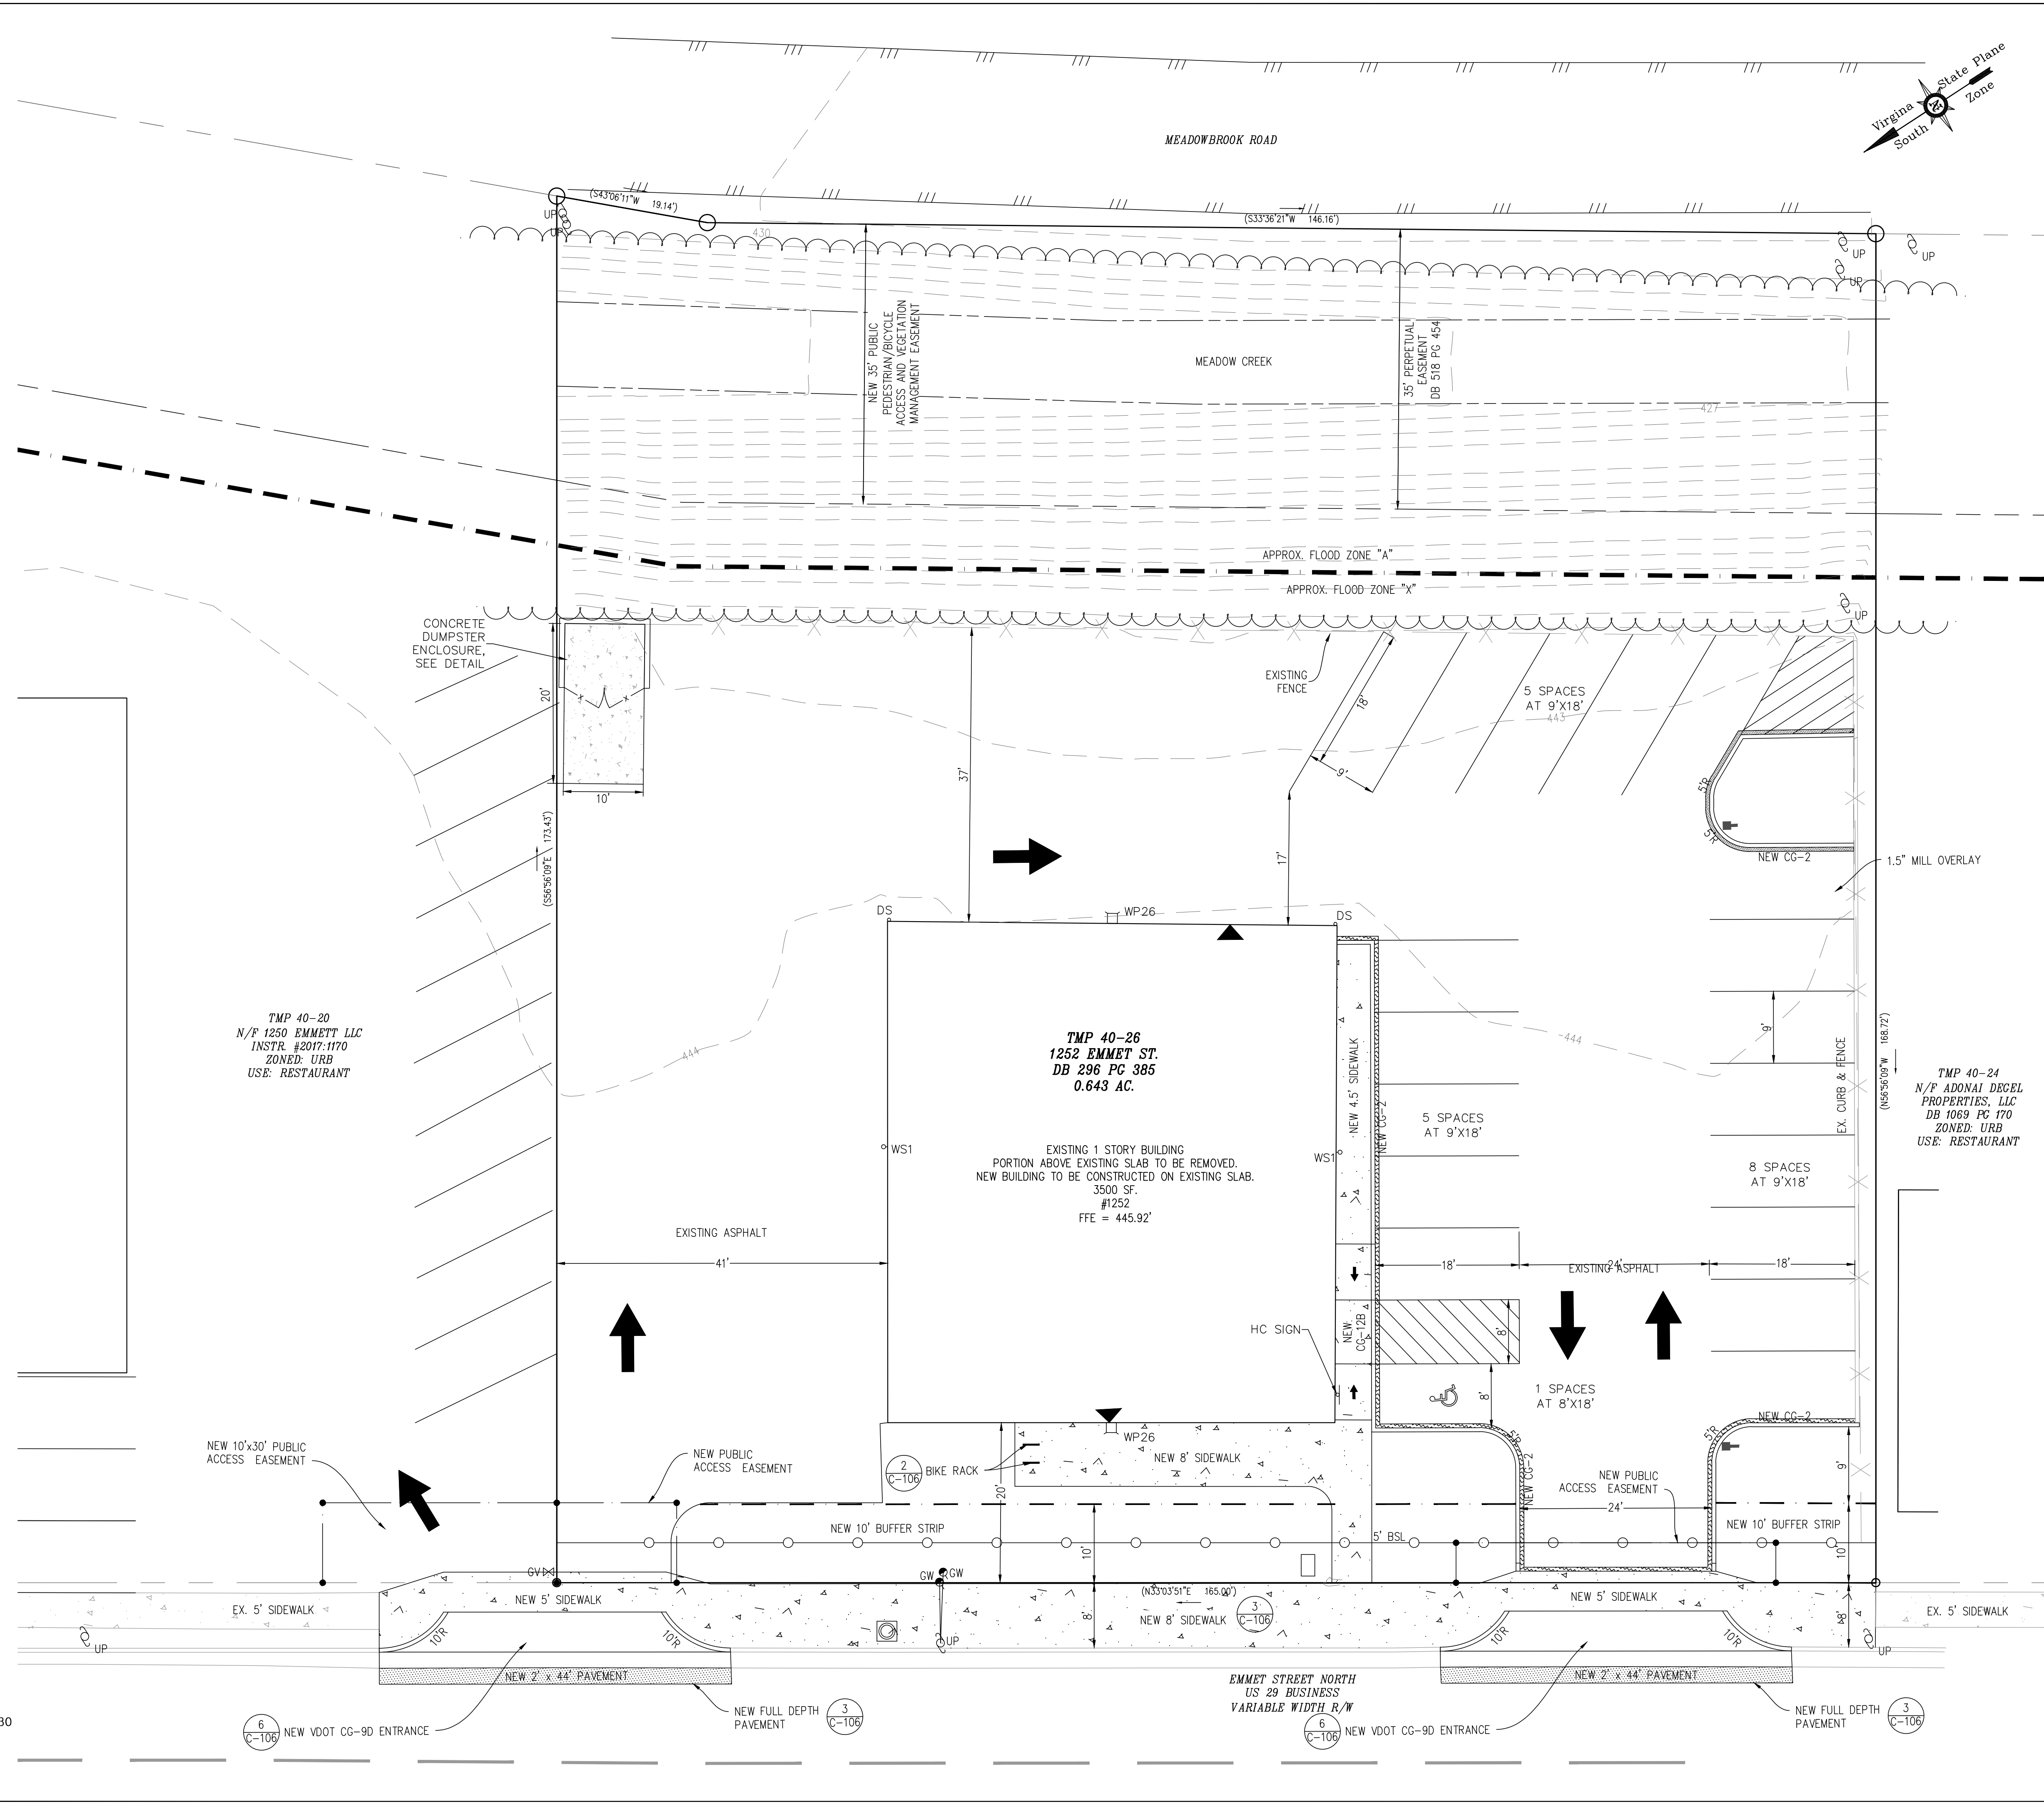 Virgina State Plane
South Zone
MEADOWBROOK ROAD
(S43°06'11"W 19.14')
(S33°36'21"W 146.16')
UP
UP
UP
UP
UP
430
NEW 35' PUBLIC
PEDESTRIAN/BICYCLE
ACCESS AND VEGETATION
MANAGEMENT EASEMENT
MEADOW CREEK
35' PERPETUAL
EASEMENT
DB 518 PG 454
427
APPROX. FLOOD ZONE "A"
APPROX. FLOOD ZONE "X"
UP
CONCRETE
DUMPSTER
ENCLOSURE,
SEE DETAIL
20'
10'
x x
37'
EXISTING
FENCE
18'
9'
17'
5 SPACES
AT 9'X18'
443
5'R
5'R
NEW CG-2
1.5" MILL OVERLAY
(S56°56'09"E 173.43')
DS
WP26
DS
TMP 40-20
N/F 1250 EMMETT LLC
INSTR. #2017:1170
ZONED: URB
USE: RESTAURANT
444
TMP 40-26
1252 EMMET ST.
DB 296 PG 385
0.643 AC.
NEW 4.5' SIDEWALK
NEW CG-2
444
9'
EX. CURB & FENCE
(N56°56'09"W 168.72')
TMP 40-24
N/F ADONAI DEGEL
PROPERTIES, LLC
DB 1069 PG 170
ZONED: URB
USE: RESTAURANT
WS1
EXISTING 1 STORY BUILDING
PORTION ABOVE EXISTING SLAB TO BE REMOVED.
NEW BUILDING TO BE CONSTRUCTED ON EXISTING SLAB.
3500 SF.
#1252
FFE = 445.92'
WS1
5 SPACES
AT 9'X18'
8 SPACES
AT 9'X18'
EXISTING ASPHALT
41'
18'
24'
EXISTING ASPHALT
18'
HC SIGN
NEW
CG-12B
8'
8'
1 SPACES
AT 8'X18'
NEW CG-2
5'R
5'R
NEW 10'x30' PUBLIC
ACCESS EASEMENT
NEW PUBLIC
ACCESS EASEMENT
2
C-106
BIKE RACK
WP26
NEW 8' SIDEWALK
20'
NEW CG-2
NEW PUBLIC
ACCESS EASEMENT
24'
9'
NEW 10' BUFFER STRIP
10'
5' BSL
NEW 10' BUFFER STRIP
10'
GV
GW
GW
(N33°03'51"E 165.00')
EX. 5' SIDEWALK
NEW 5' SIDEWALK
8'
NEW 8' SIDEWALK
3
C-106
NEW 5' SIDEWALK
8'
EX. 5' SIDEWALK
UP
10'R
10'R
UP
10'R
10'R
UP
NEW 2' x 44' PAVEMENT
EMMET STREET NORTH
US 29 BUSINESS
VARIABLE WIDTH R/W
NEW 2' x 44' PAVEMENT
NEW FULL DEPTH
PAVEMENT
3
C-106
NEW FULL DEPTH
PAVEMENT
3
C-106
6
C-106
NEW VDOT CG-9D ENTRANCE
6
C-106
NEW VDOT CG-9D ENTRANCE